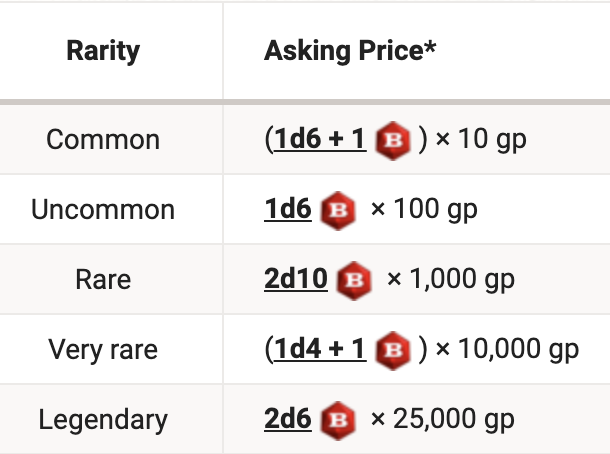 Rarity Asking Price*
Common (1d6 + 1 B ) × 10 gp
Uncommon 1d6 B × 100 gp
Rare 2d10 B × 1,000 gp
Very rare (1d4 + 1 B ) × 10,000 gp
Legendary 2d6 B × 25,000 gp